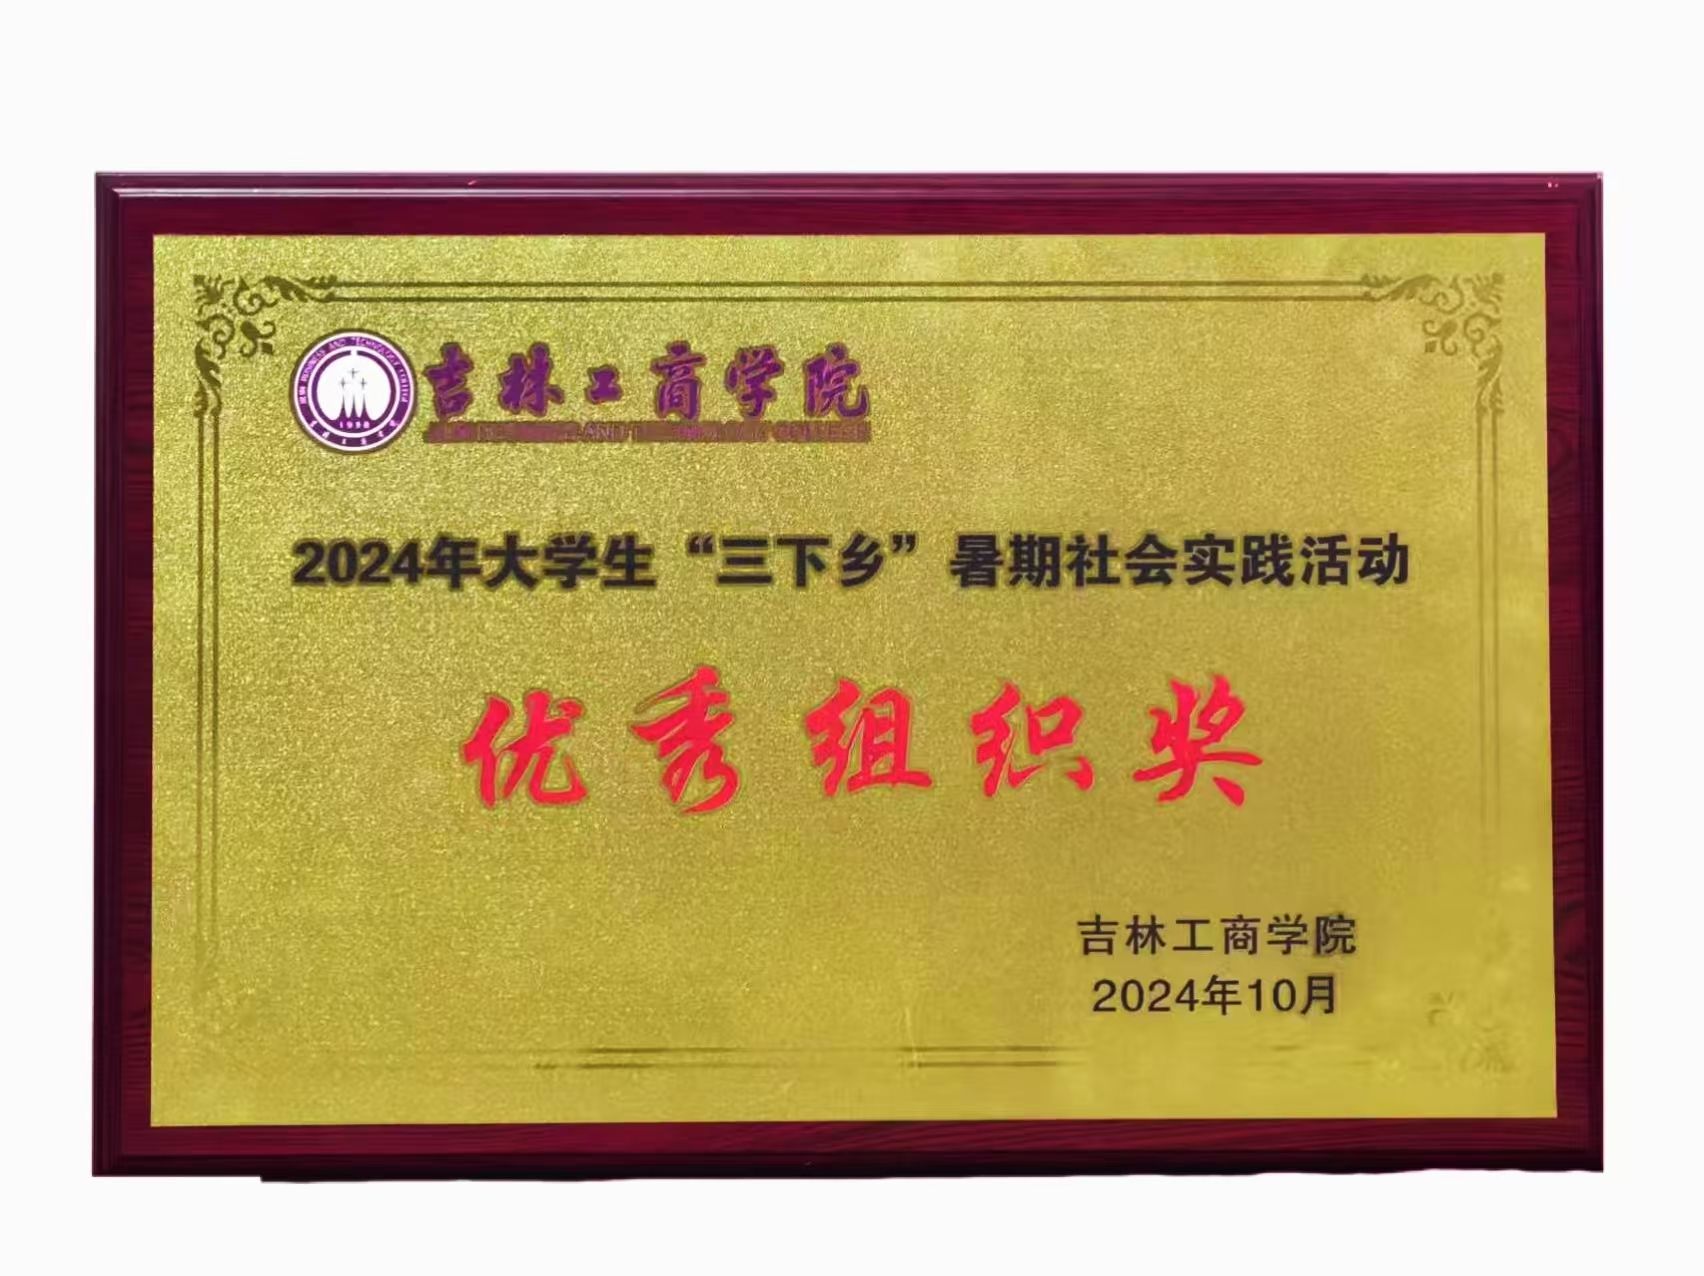 吉林工商学院
1958
2024年大学生“三下乡”暑期社会实践活动
优秀组织奖
吉林工商学院
2024年10月